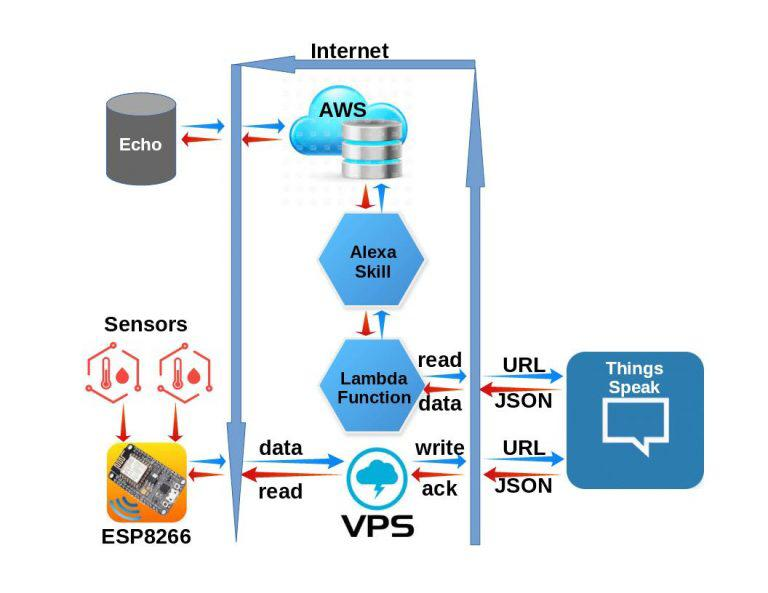 Internet
AWS
Echo
Alexa
Skill
Sensors
read
URL
Things
Speak
Lambda
Function
data
JSON
data
write
URL
read
ack
JSON
VPS
ESP8266